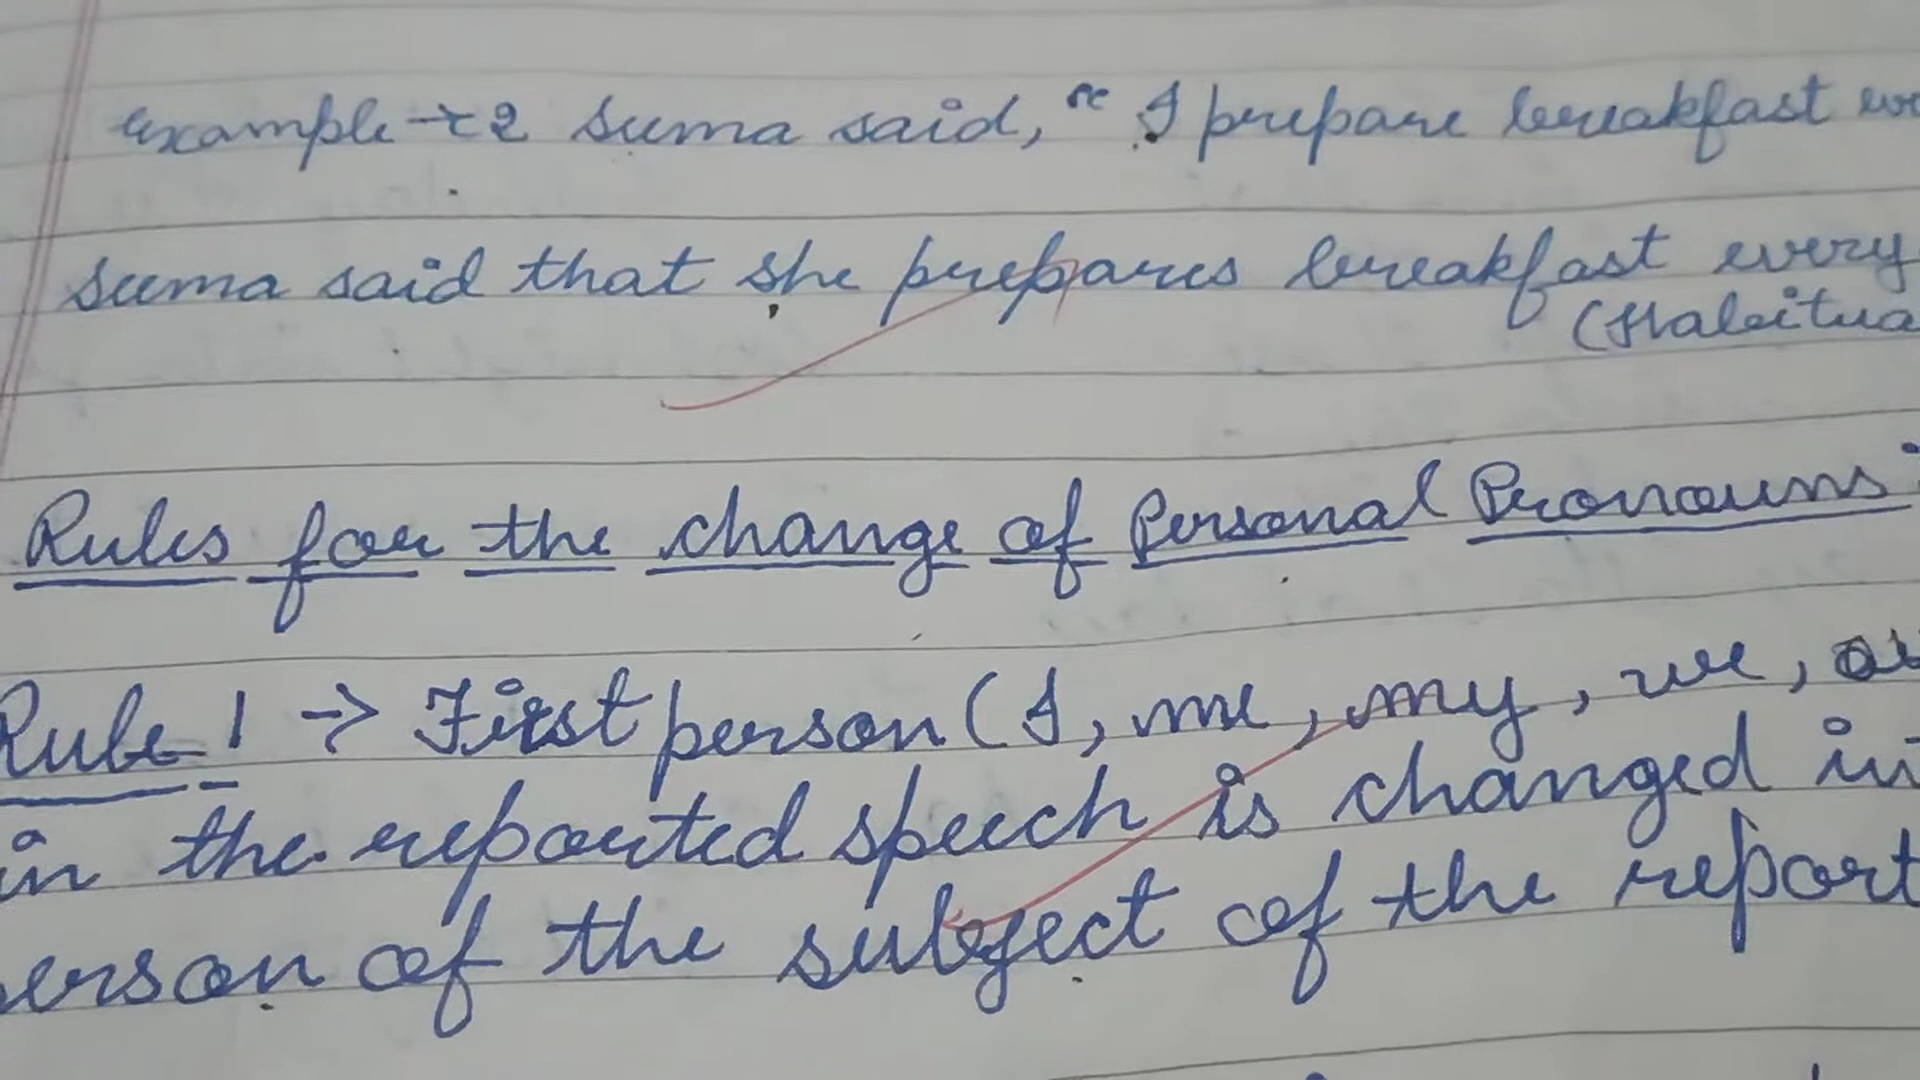 example → 2 Suma said, " I prepare breakfast
Suma said that she prepares breakfast every
(Habitua
Rules for the change of Personal Pronouns :
Rule 1 → First person (I, me, my, we,
in the reported speech is changed in
erson of the subject of the report